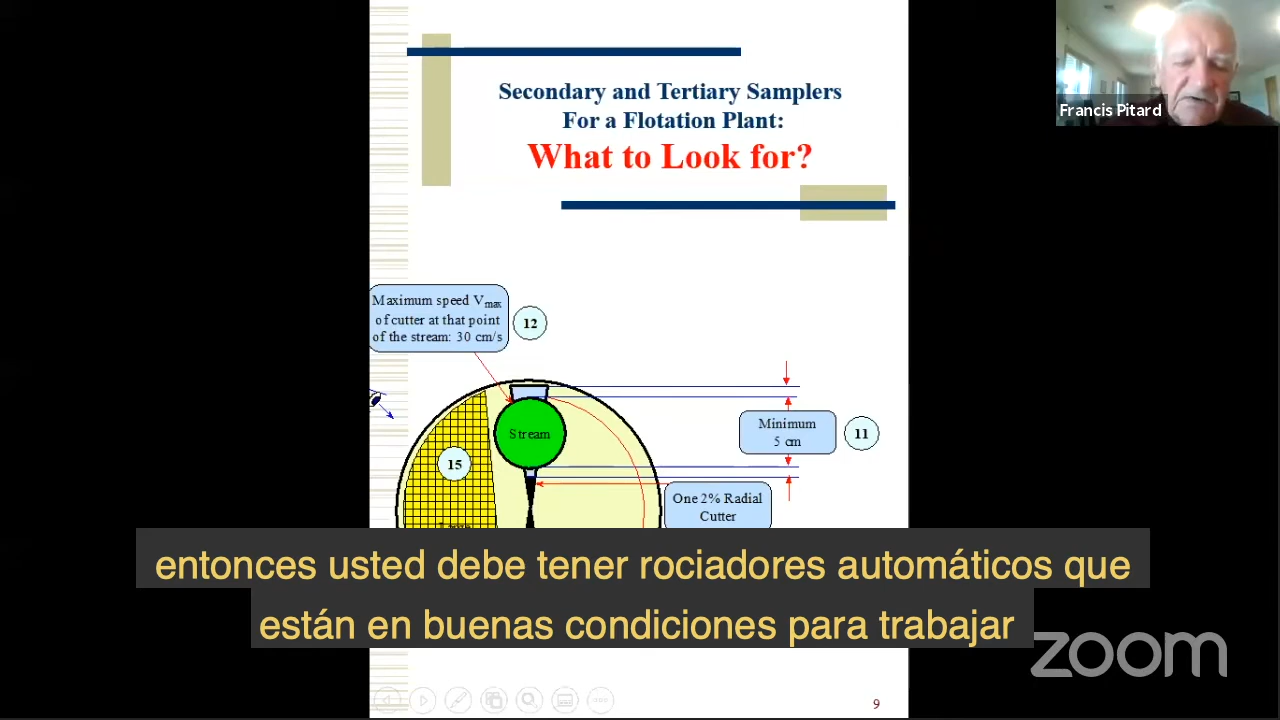 Secondary and Tertiary Samplers
For a Flotation Plant:
What to Look for?
Francis Pitard
Maximum speed Vmax
of cutter at that point
of the stream: 30 cm/s
12
Stream
Minimum
5 cm
11
15
One 2% Radial
Cutter
entonces usted debe tener rociadores automáticos que
están en buenas condiciones para trabajar
zoom
9